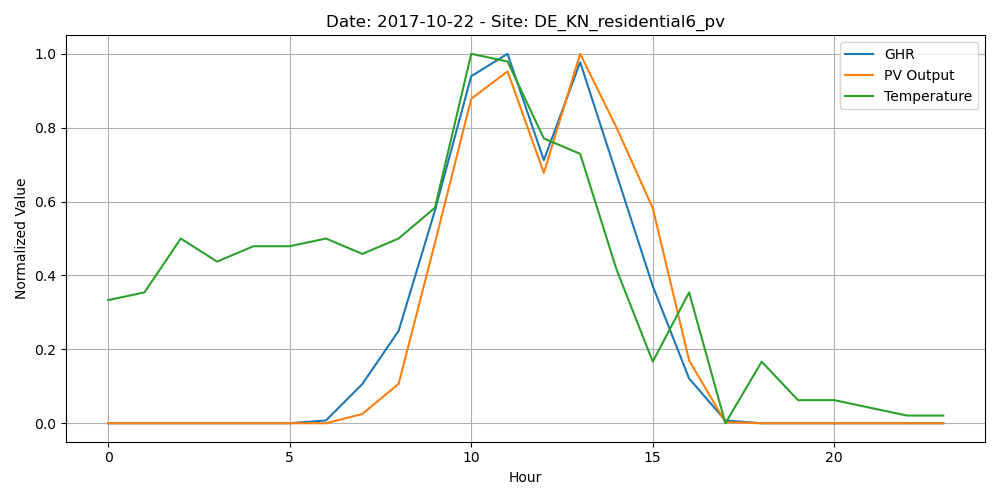 Date: 2017-10-22 - Site: DE_KN_residential6_pv
GHR
PV Output
Temperature
Normalized Value
1.0
0.8
0.6
0.4
0.2
0.0
0 5 10 15 20
Hour